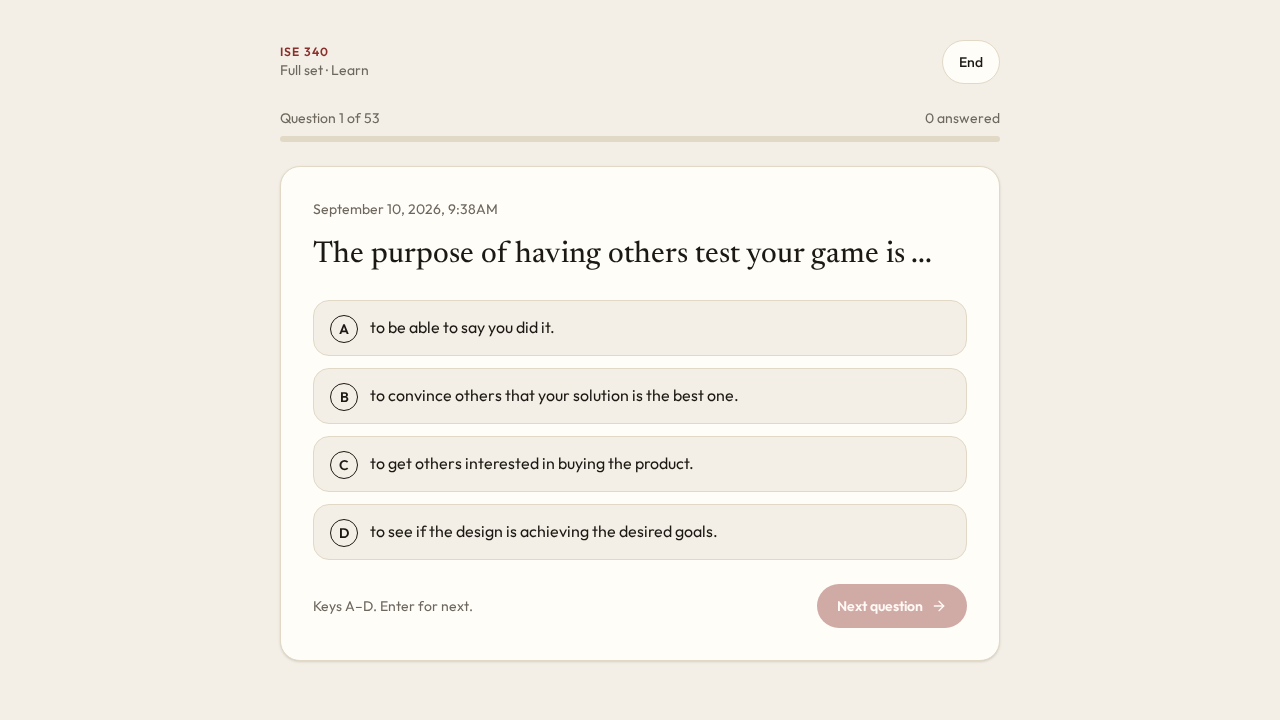 ISE 340
Full set · Learn
End
Question 1 of 53
0 answered
September 10, 2026, 9:38AM
The purpose of having others test your game is ...
A to be able to say you did it.
B to convince others that your solution is the best one.
C to get others interested in buying the product.
D to see if the design is achieving the desired goals.
Keys A–D. Enter for next.
Next question →